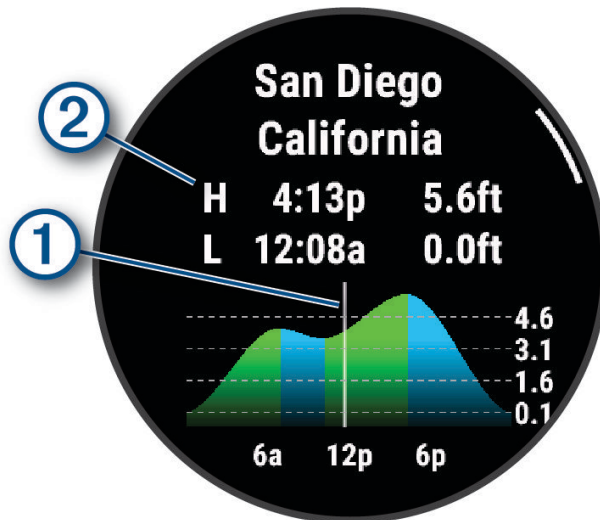 San Diego
California
2
H 4:13p 5.6ft
1
L 12:08a 0.0ft
4.6
3.1
1.6
0.1
6a 12p 6p